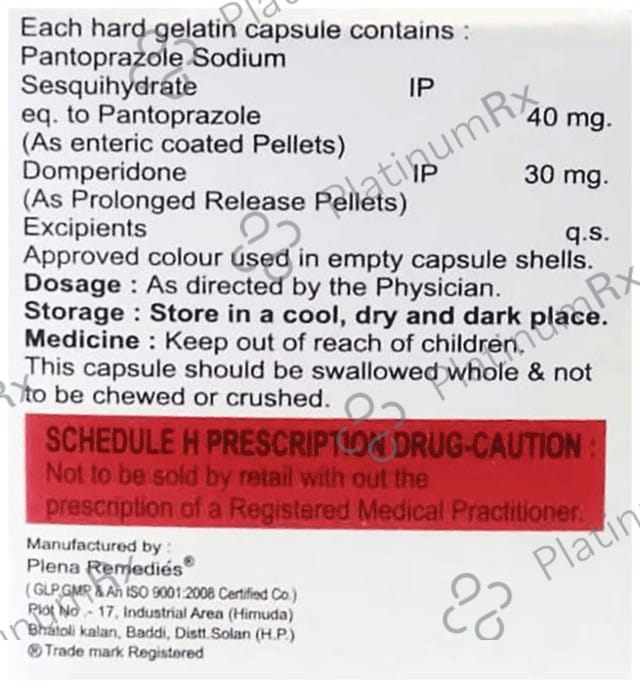 Each hard gelatin capsule contains :
Pantoprazole Sodium
Sesquihydrate IP
eq. to Pantoprazole 40 mg.
(As enteric coated Pellets)
Domperidone IP 30 mg.
(As Prolonged Release Pellets)
Excipients q.s.
Approved colour used in empty capsule shells.
Dosage : As directed by the Physician.
Storage : Store in a cool, dry and dark place.
Medicine : Keep out of reach of children.
This capsule should be swallowed whole & not
to be chewed or crushed.
SCHEDULE H PRESCRIPTION DRUG-CAUTION :
Not to be sold by retail with out the
prescription of a Registered Medical Practitioner.
Manufactured by :
Plena Remedies®
(GLP,GMP & An ISO 9001:2008 Certified Co.)
Plot No .- 17, Industrial Area (Himuda)
Bhatoli kalan, Baddi, Distt.Solan (H.P.)
® Trade mark Registered
PlatinumRx
PlatinumRx
PlatinumRx